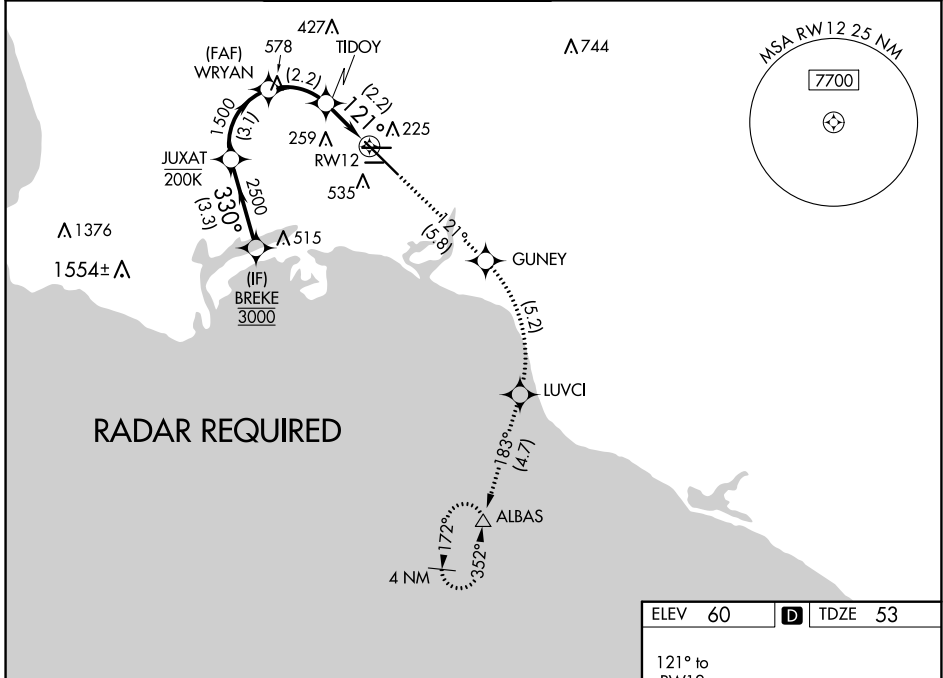 427
578
TIDOY
744
MSA RW12 25 NM
7700
(FAF)
WRYAN
(2.2)
(2.2)
121°
225
1500
(3.1)
259
RW12
535
JUXAT
200K
2500
330°
(3.3)
1376
1554±
515
(IF)
BREKE
3000
121°
(5.8)
GUNEY
(5.2)
LUVCI
RADAR REQUIRED
183°
(4.7)
ALBAS
172°
352°
4 NM
ELEV 60 D TDZE 53
121° to
RW12